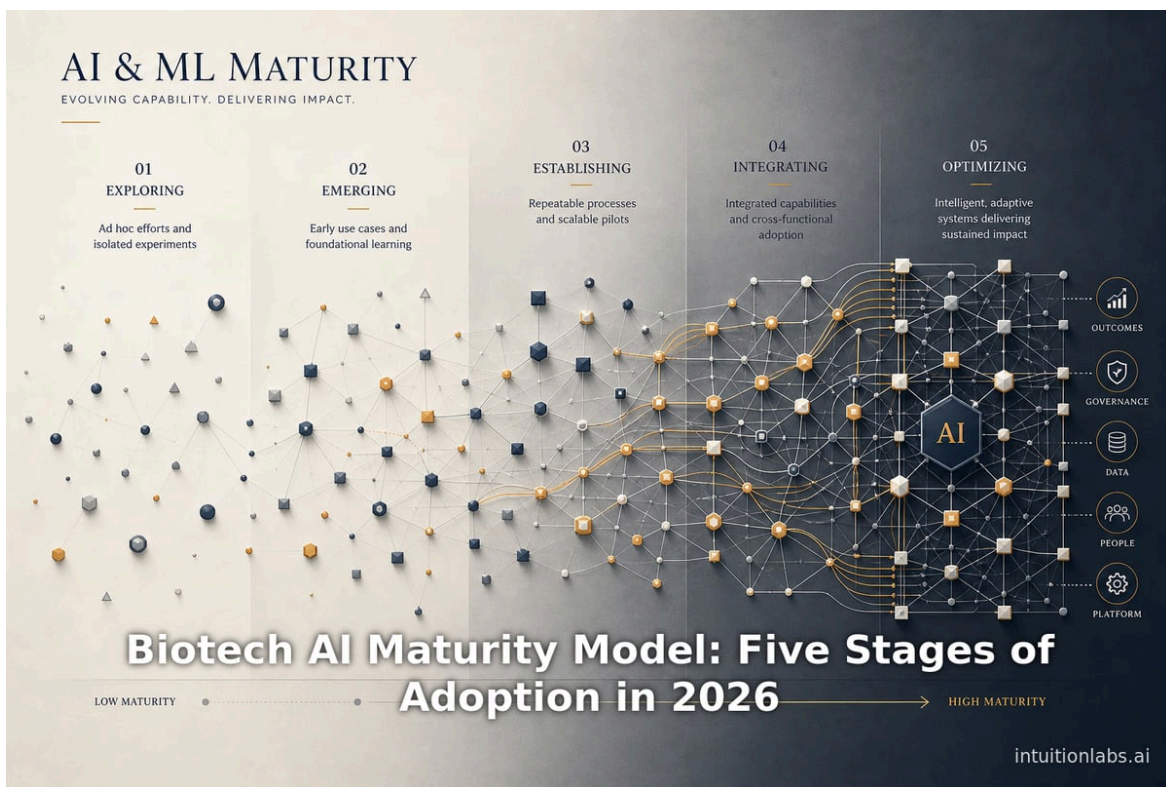 AI & ML MATURITY
EVOLVING CAPABILITY. DELIVERING IMPACT.
01
EXPLORING
Ad hoc efforts and
isolated experiments
02
EMERGING
Early use cases and
foundational learning
03
ESTABLISHING
Repeatable processes
and scalable pilots
04
INTEGRATING
Integrated capabilities
and cross-functional
adoption
05
OPTIMIZING
Intelligent, adaptive
systems delivering
sustained impact
AI
OUTCOMES
GOVERNANCE
DATA
PEOPLE
PLATFORM
Biotech AI Maturity Model: Five Stages of
Adoption in 2026
LOW MATURITY
HIGH MATURITY
intuitionlabs.ai